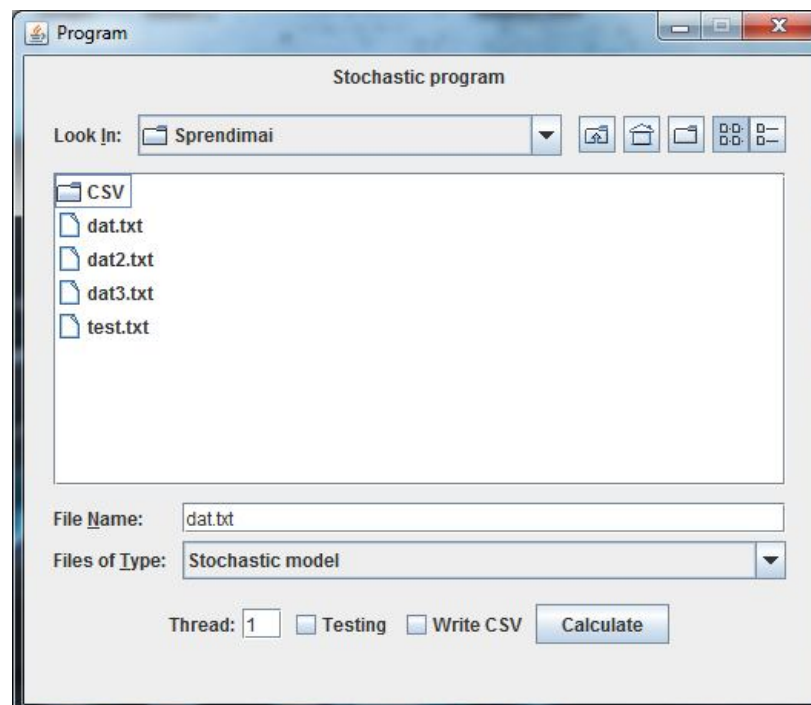 Program
Stochastic program
Look In: Sprendimai
CSV
dat.txt
dat2.txt
dat3.txt
test.txt
File Name: dat.txt
Files of Type: Stochastic model
Thread: 1 Testing Write CSV Calculate